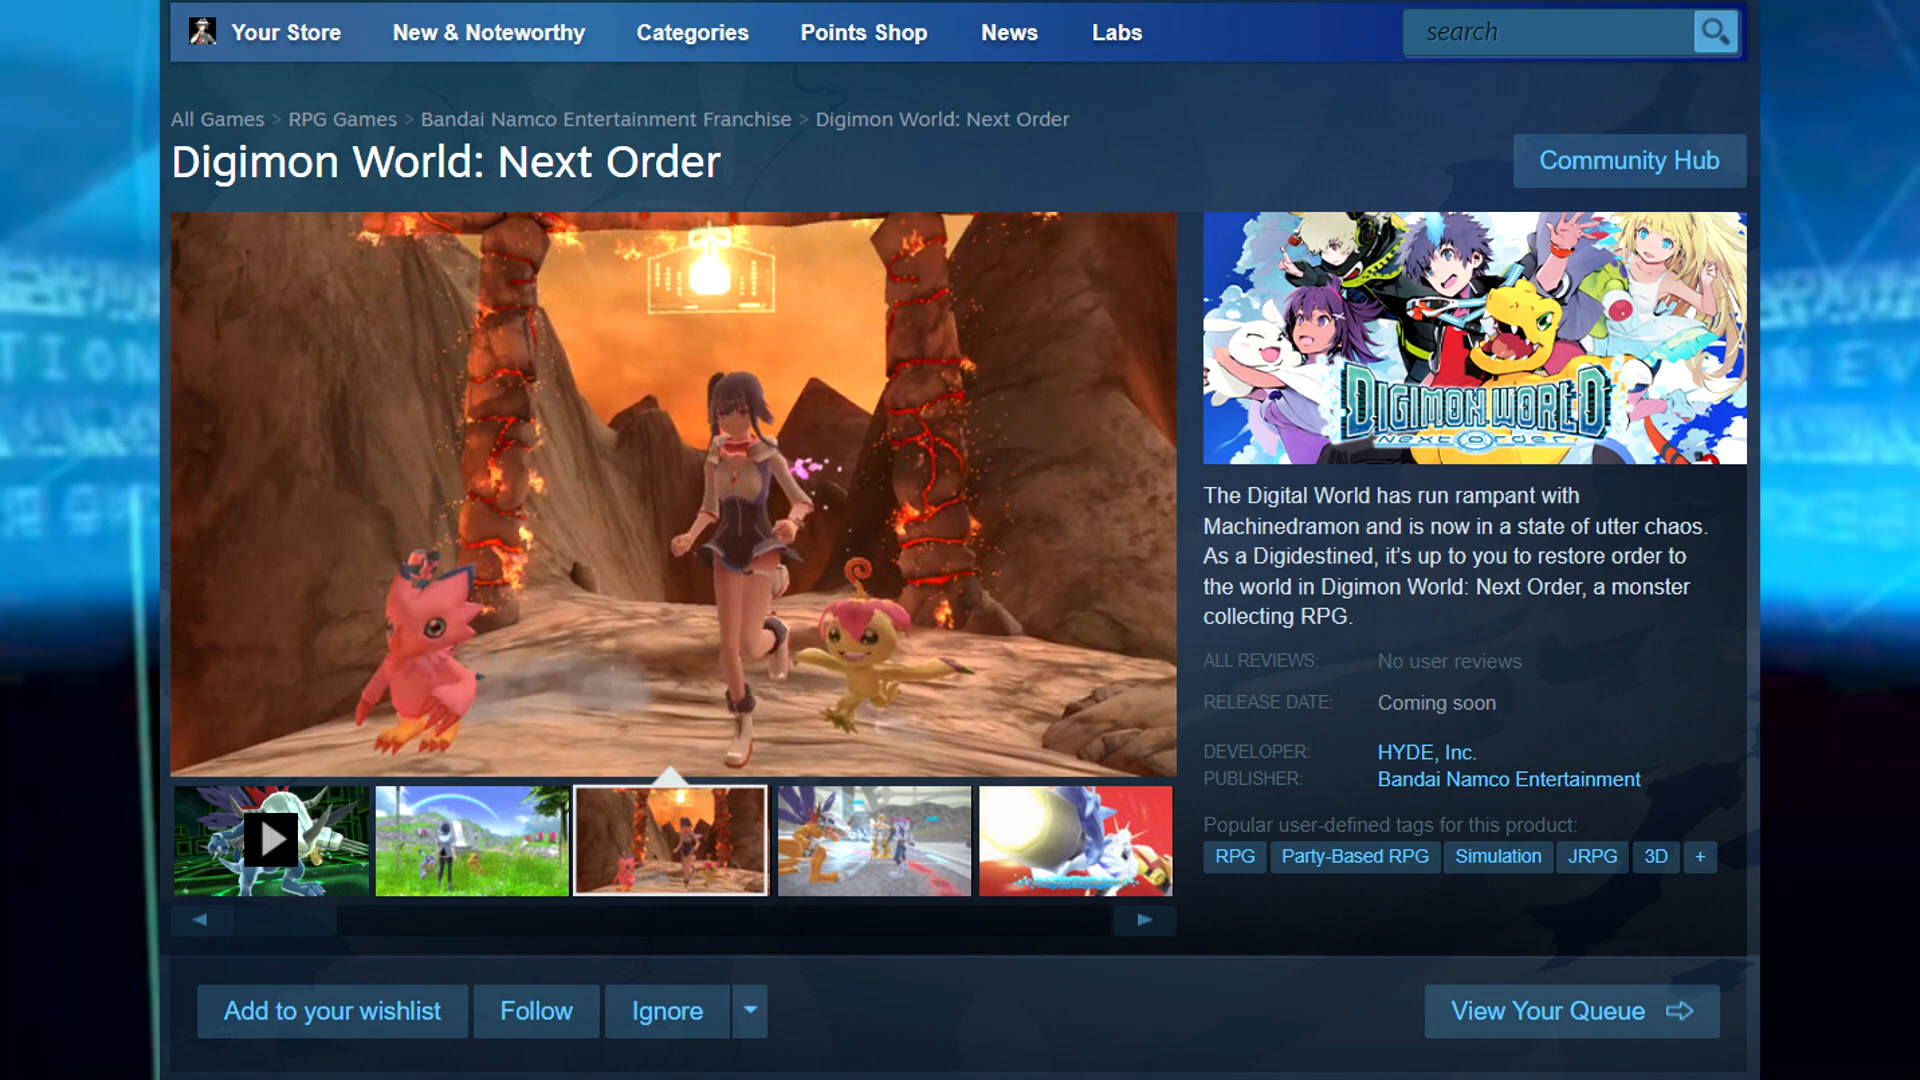 Your Store
New & Noteworthy
Categories
Points Shop
News
Labs
search
All Games > RPG Games > Bandai Namco Entertainment Franchise > Digimon World: Next Order
Digimon World: Next Order
Community Hub
DIGIMON WORLD
Next Order
The Digital World has run rampant with
Machinedramon and is now in a state of utter chaos.
As a Digidestined, it's up to you to restore order to
the world in Digimon World: Next Order, a monster
collecting RPG.
ALL REVIEWS: No user reviews
RELEASE DATE: Coming soon
DEVELOPER: HYDE, Inc.
PUBLISHER: Bandai Namco Entertainment
Popular user-defined tags for this product:
RPG
Party-Based RPG
Simulation
JRPG
3D
+
Add to your wishlist
Follow
Ignore
View Your Queue